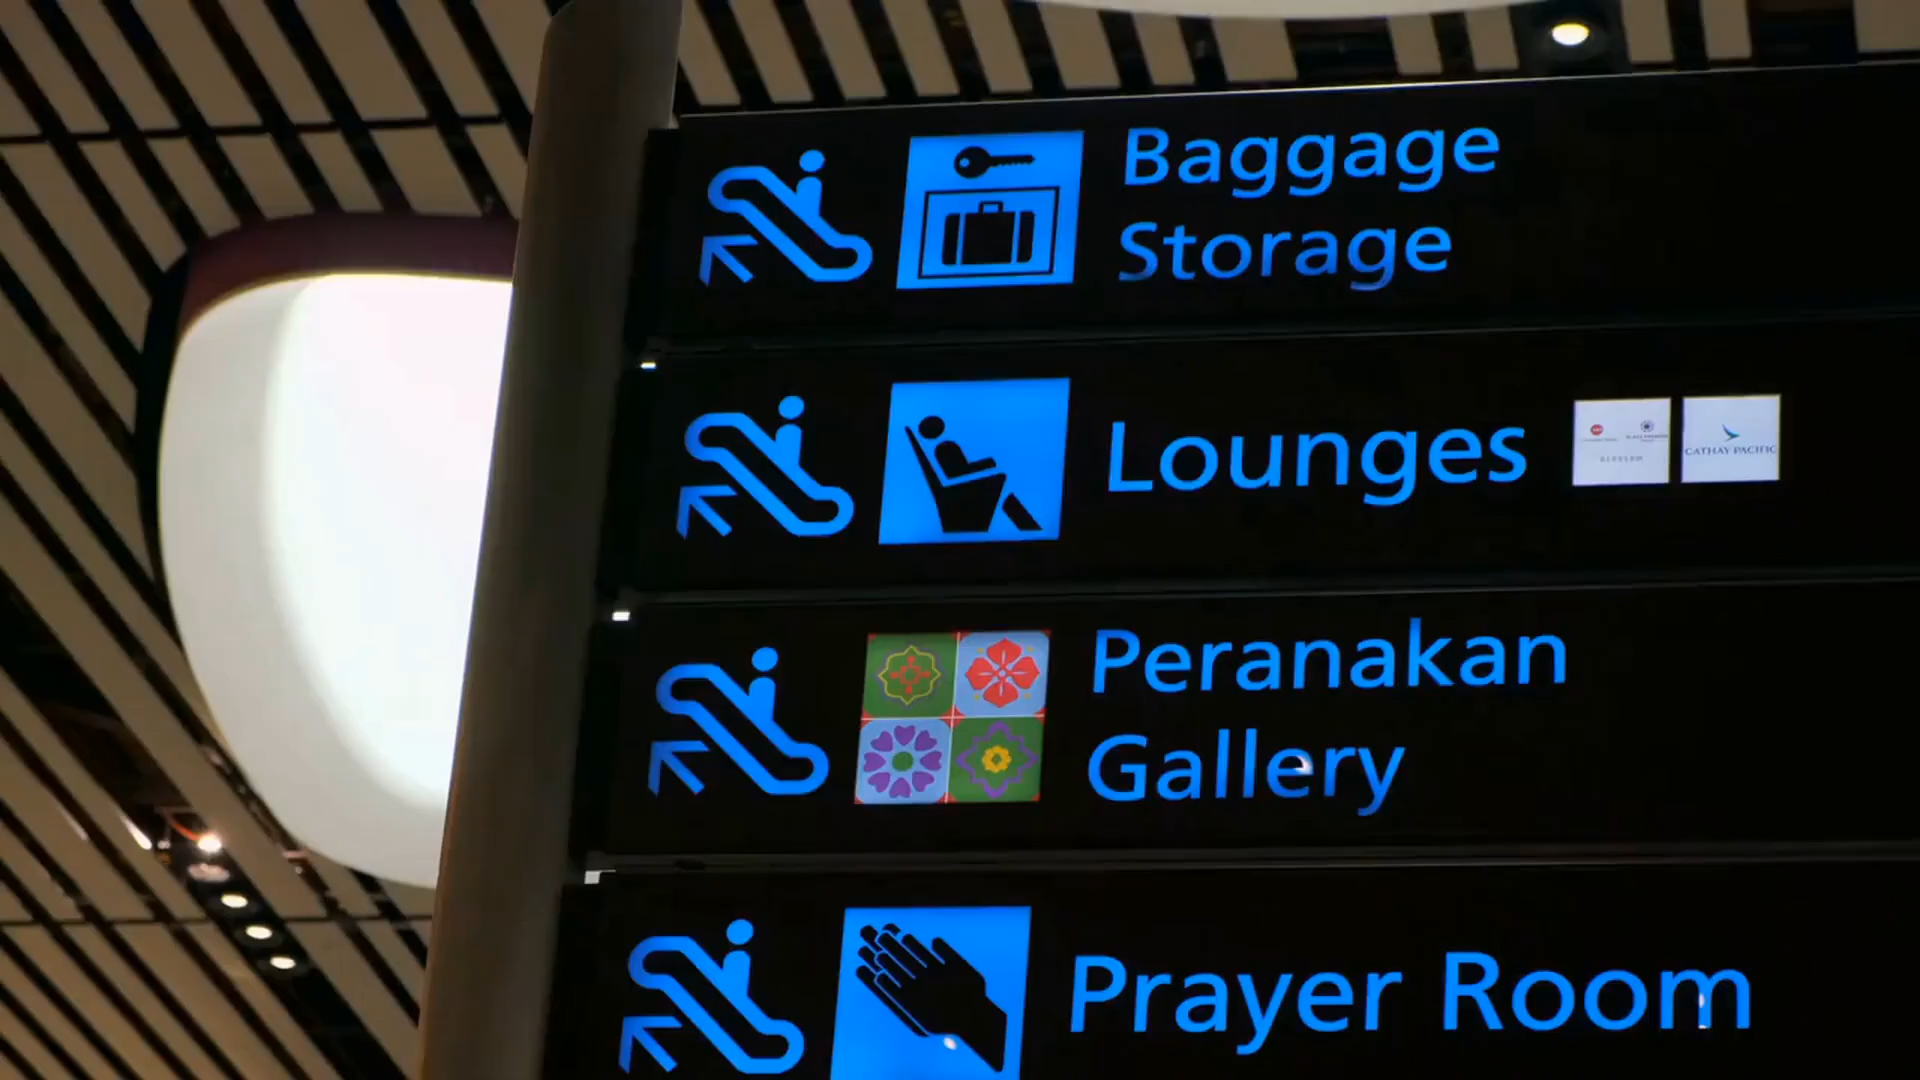 Baggage
Storage
Lounges
CATHAY PACIFIC
Peranakan
Gallery
Prayer Room